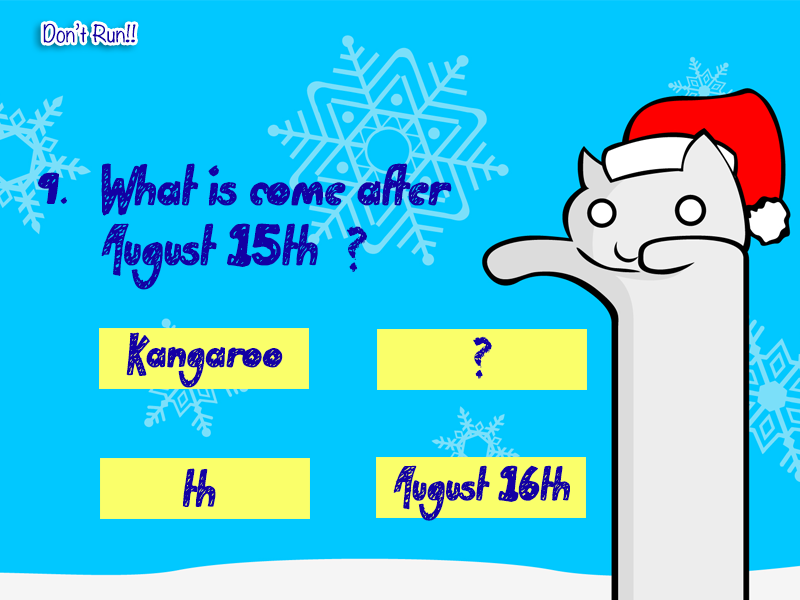 Don't Run!!
9. What is come after
August 15th ?
Kangaroo
?
th
August 16th